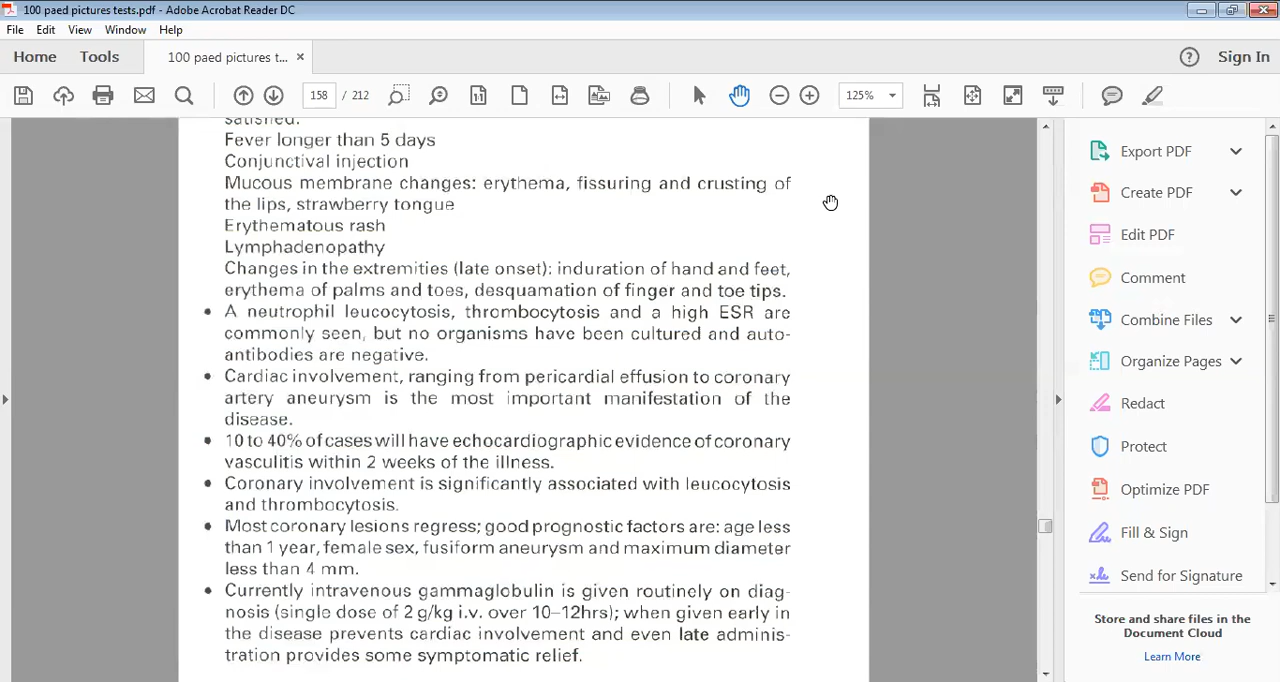 100 paed pictures tests.pdf - Adobe Acrobat Reader DC
File Edit View Window Help
Home Tools 100 paed pictures t... × Sign In
158 / 212 125%
satisfied.
Fever longer than 5 days
Conjunctival injection
Mucous membrane changes: erythema, fissuring and crusting of
the lips, strawberry tongue
Erythematous rash
Lymphadenopathy
Changes in the extremities (late onset): induration of hand and feet,
erythema of palms and toes, desquamation of finger and toe tips.
• A neutrophil leucocytosis, thrombocytosis and a high ESR are
commonly seen, but no organisms have been cultured and auto-
antibodies are negative.
• Cardiac involvement, ranging from pericardial effusion to coronary
artery aneurysm is the most important manifestation of the
disease.
• 10 to 40% of cases will have echocardiographic evidence of coronary
vasculitis within 2 weeks of the illness.
• Coronary involvement is significantly associated with leucocytosis
and thrombocytosis.
• Most coronary lesions regress; good prognostic factors are: age less
than 1 year, female sex, fusiform aneurysm and maximum diameter
less than 4 mm.
• Currently intravenous gammaglobulin is given routinely on diag-
nosis (single dose of 2 g/kg i.v. over 10–12hrs); when given early in
the disease prevents cardiac involvement and even late adminis-
tration provides some symptomatic relief.
Export PDF
Create PDF
Edit PDF
Comment
Combine Files
Organize Pages
Redact
Protect
Optimize PDF
Fill & Sign
Send for Signature
Store and share files in the
Document Cloud
Learn More